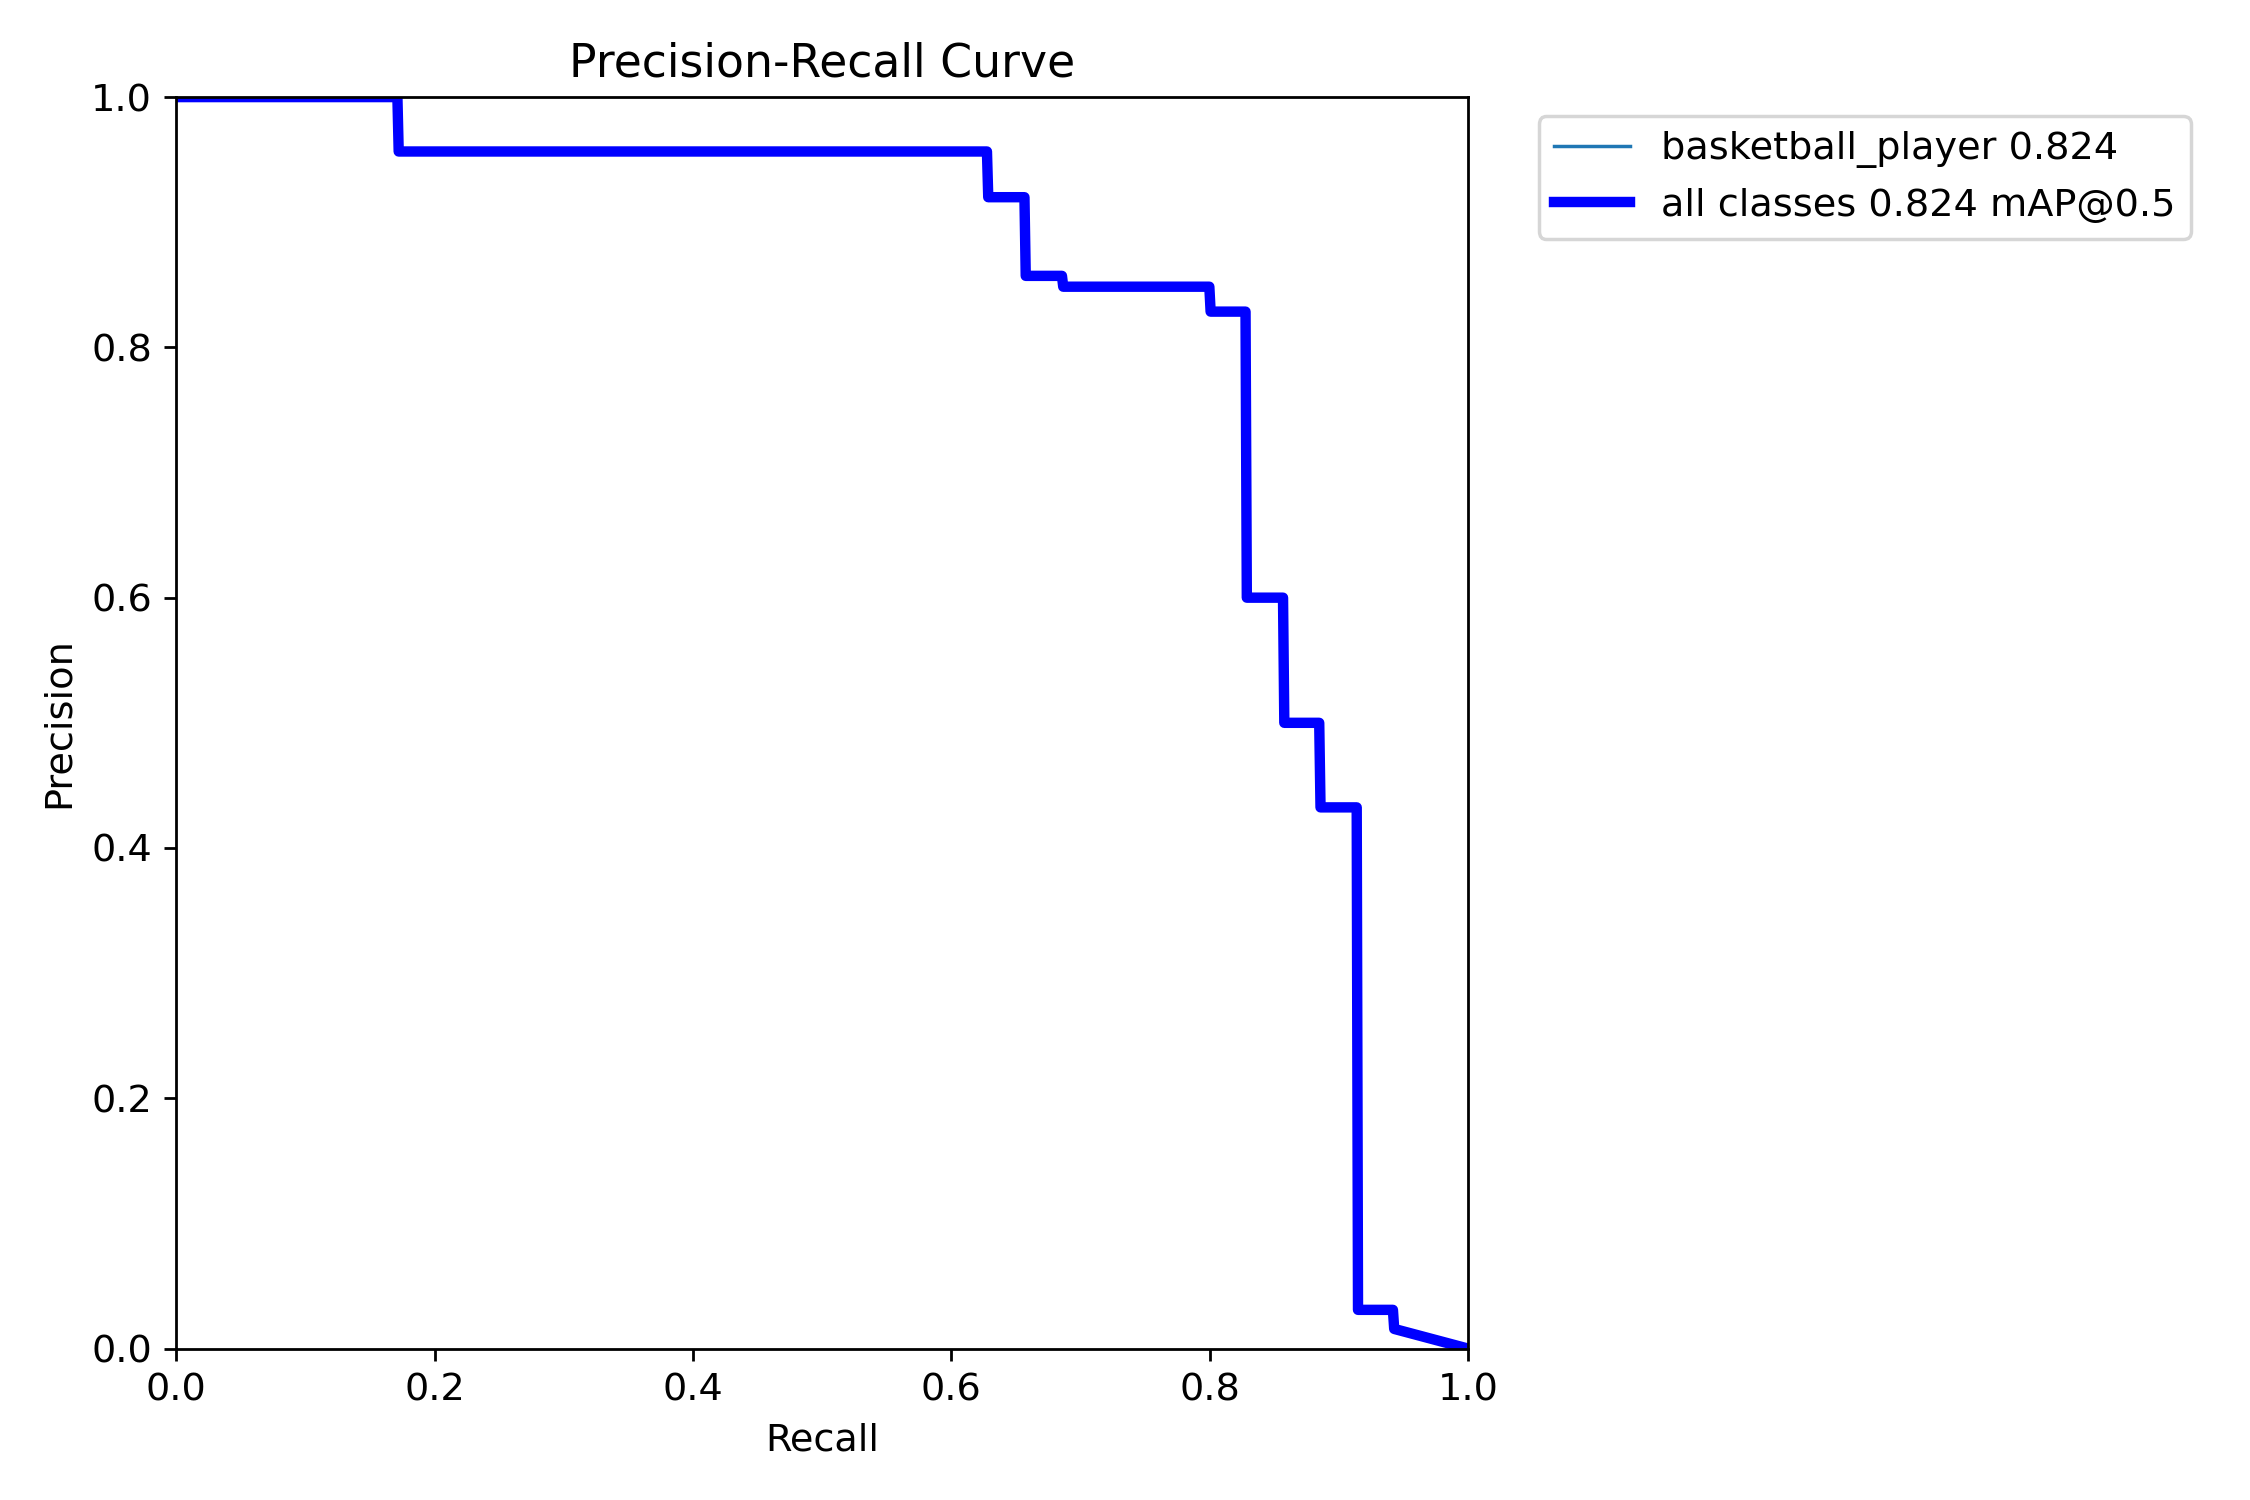 Precision-Recall Curve
1.0
0.8
0.6
0.4
0.2
0.0
Precision
0.0 0.2 0.4 0.6 0.8 1.0
Recall
basketball_player 0.824
all classes 0.824 mAP@0.5